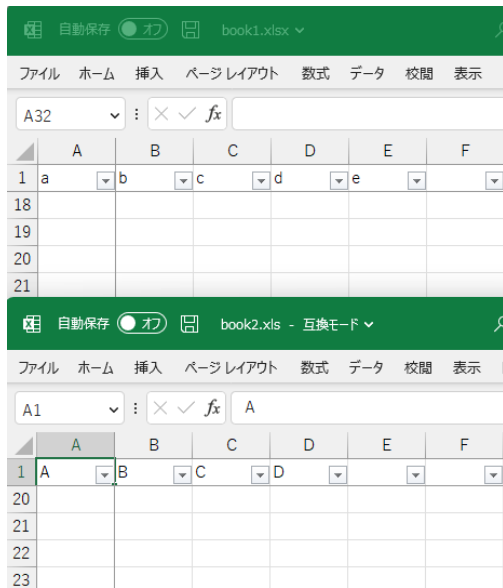 自動保存 オフ book1.xlsx
ファイル ホーム 挿入 ページ レイアウト 数式 データ 校閲 表示
A32 fx
A B C D E F
1 a b c d e
18
19
20
21
自動保存 オフ book2.xls - 互換モード
ファイル ホーム 挿入 ページ レイアウト 数式 データ 校閲 表示
A1 fx A
A B C D E F
1 A B C D
20
21
22
23